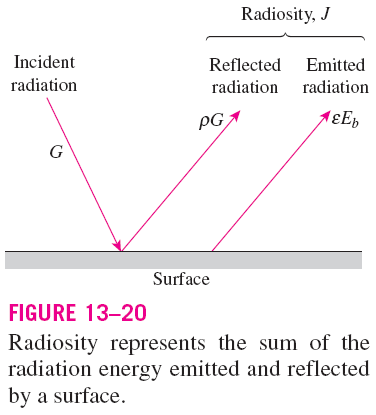 Radiosity, J
Incident
radiation
Reflected
radiation
Emitted
radiation
G
ρG
εEb
Surface
FIGURE 13–20
Radiosity represents the sum of the
radiation energy emitted and reflected
by a surface.